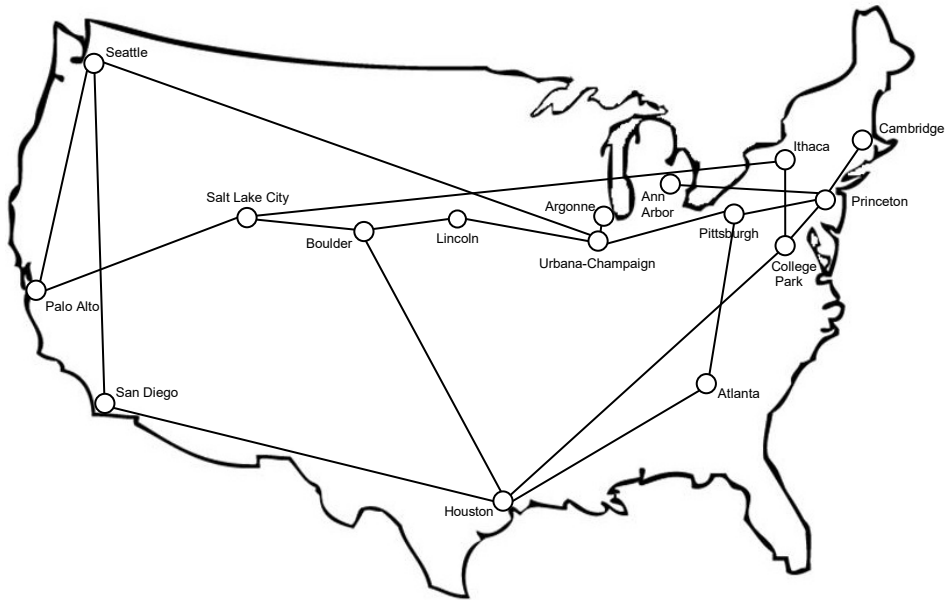 Seattle
Cambridge
Ithaca
Salt Lake City
Ann
Arbor
Argonne
Princeton
Boulder
Lincoln
Pittsburgh
Urbana-Champaign
College
Park
Palo Alto
San Diego
Atlanta
Houston